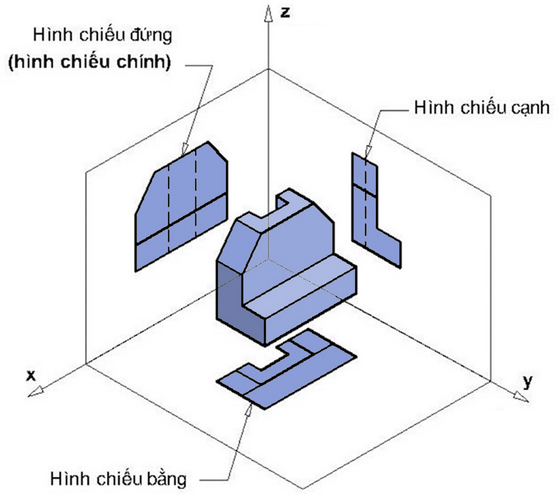 z
Hình chiếu đứng
(hình chiếu chính)
Hình chiếu cạnh
x
y
Hình chiếu bằng